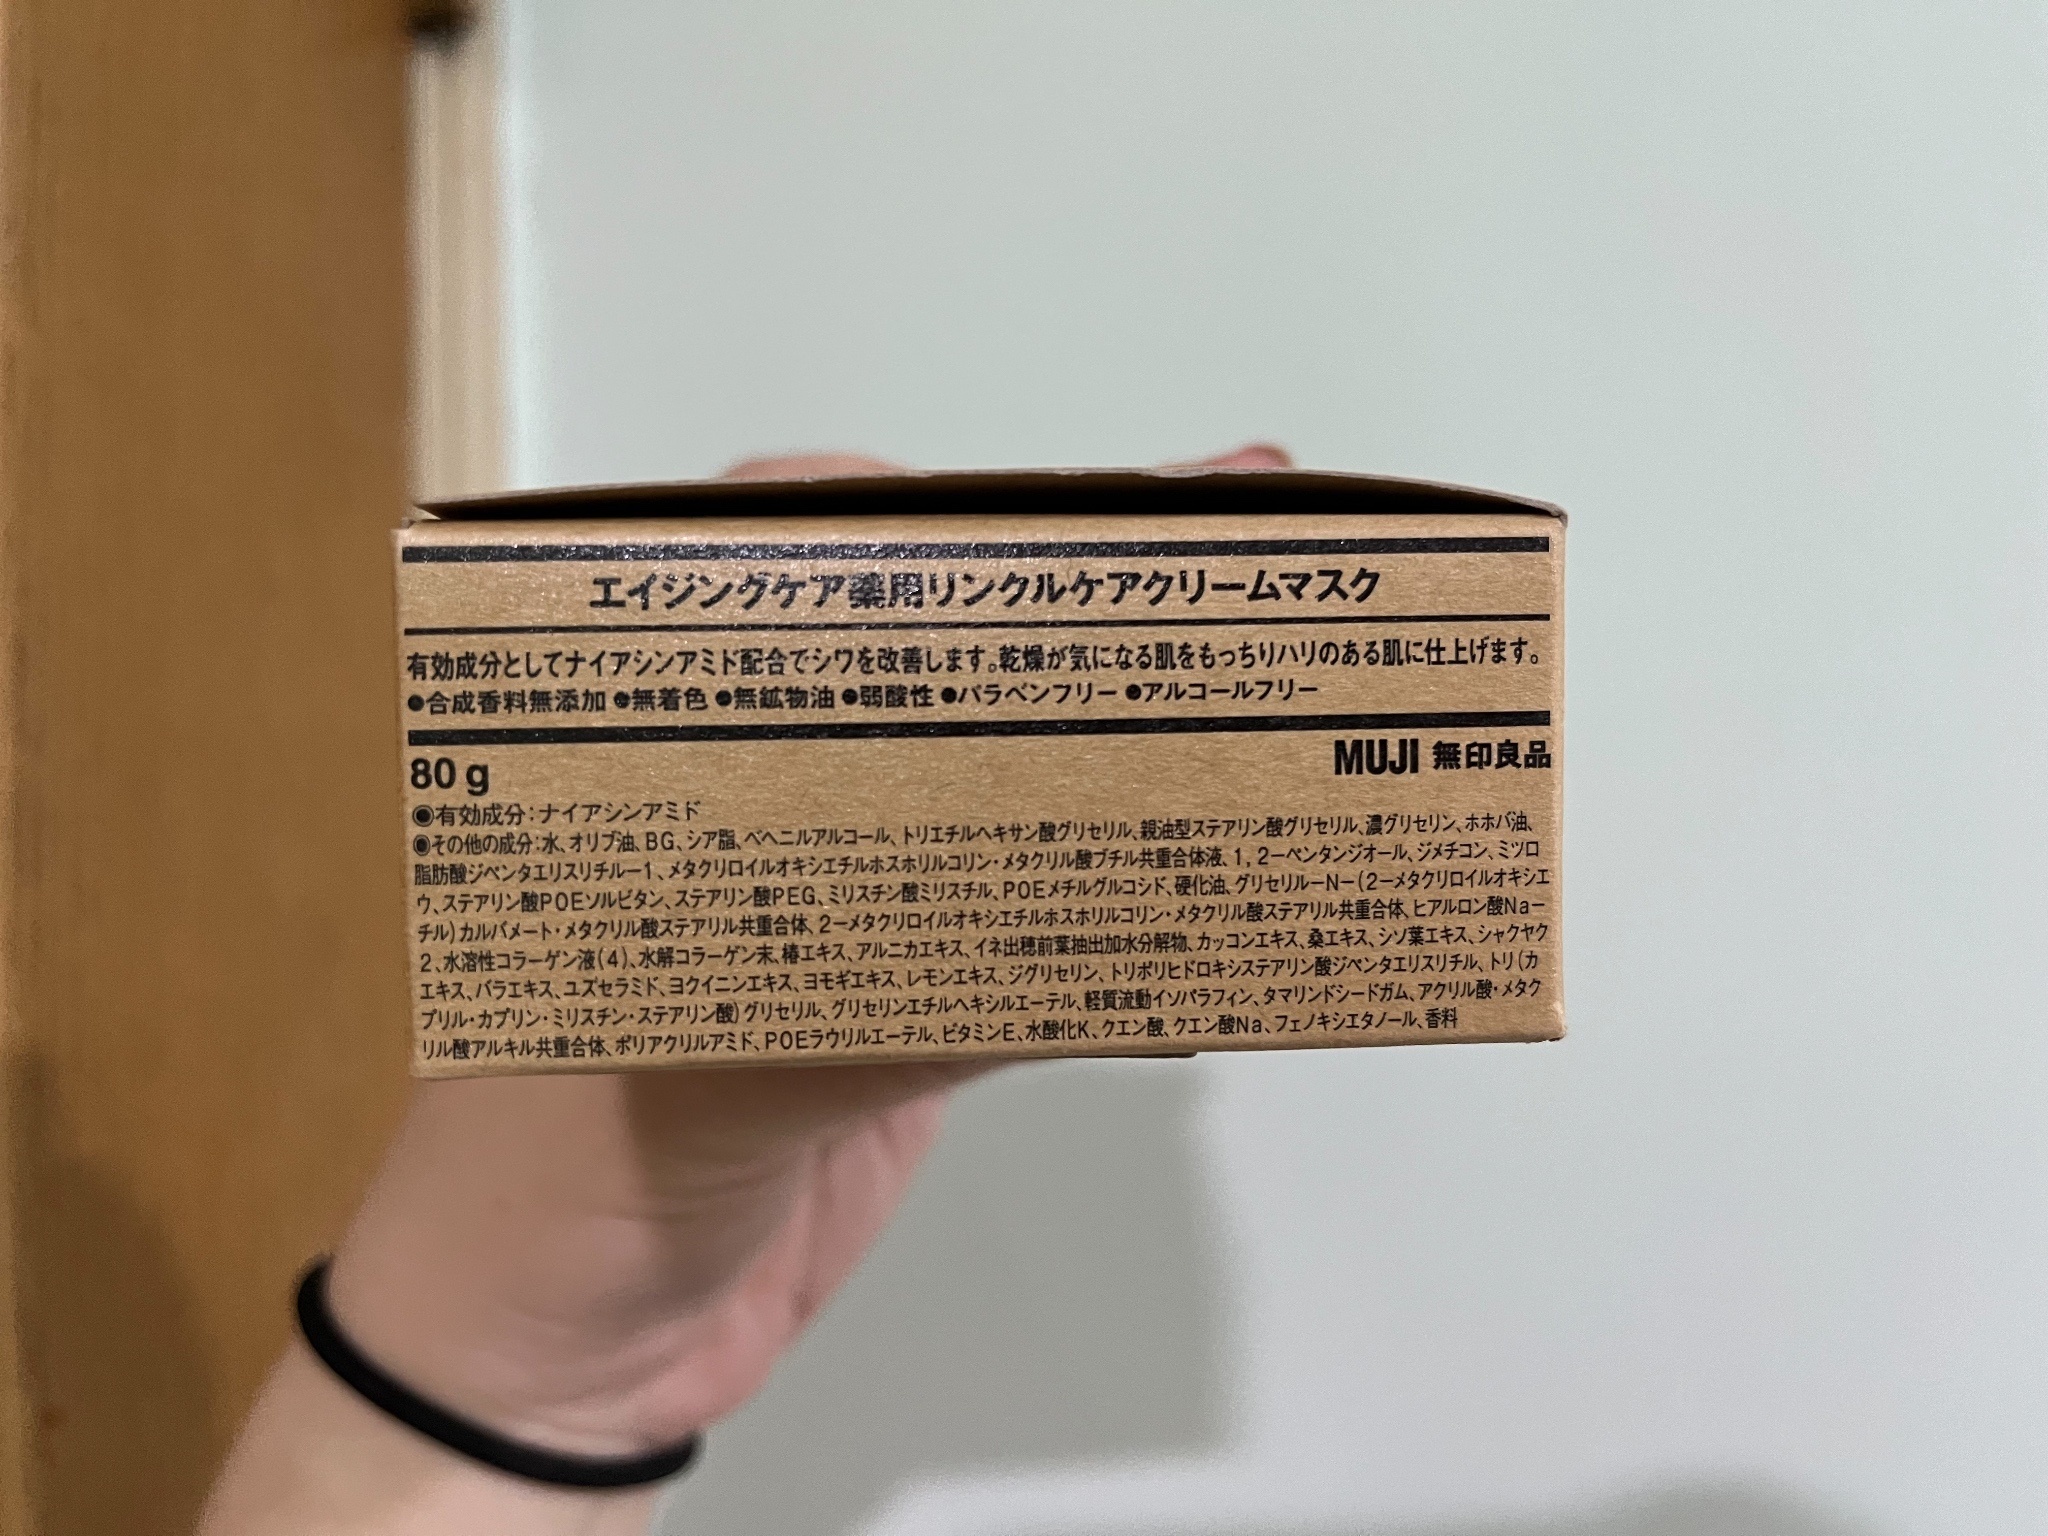 エイジングケア薬用リンクルケアクリームマスク
有効成分としてナイアシンアミド配合でシワを改善します。乾燥が気になる肌をもっちりハリのある肌に仕上げます。
●合成香料無添加 ●無着色 ●無鉱物油 ●弱酸性 ●パラベンフリー ●アルコールフリー
80g
MUJI 無印良品
◉有効成分:ナイアシンアミド
◉その他の成分:水、オリブ油、BG、シア脂、ベヘニルアルコール、トリエチルヘキサン酸グリセリル、親油型ステアリン酸グリセリル、濃グリセリン、ホホバ油、
脂肪酸ジペンタエリスリチルー1、メタクリロイルオキシエチルホスホリルコリン・メタクリル酸ブチル共重合体液、1,2ーペンタンジオール、ジメチコン、ミツロ
ウ、ステアリン酸POEソルビタン、ステアリン酸PEG、ミリスチン酸ミリスチル、POEメチルグルコシド、硬化油、グリセリルーNー(2ーメタクリロイルオキシエ
チル)カルバメート・メタクリル酸ステアリル共重合体、2ーメタクリロイルオキシエチルホスホリルコリン・メタクリル酸ステアリル共重合体、ヒアルロン酸Naー
2、水溶性コラーゲン液(4)、水解コラーゲン末、椿エキス、アルニカエキス、イネ出穂前葉抽出加水分解物、カッコンエキス、桑エキス、シソ葉エキス、シャクヤク
エキス、バラエキス、ユズセラミド、ヨクイニンエキス、ヨモギエキス、レモンエキス、ジグリセリン、トリポリヒドロキシステアリン酸ジペンタエリスリチル、トリ(カ
プリル・カプリン・ミリスチン・ステアリン酸)グリセリル、グリセリンエチルヘキシルエーテル、軽質流動イソパラフィン、タマリンドシードガム、アクリル酸・メタク
リル酸アルキル共重合体、ポリアクリルアミド、POEラウリルエーテル、ビタミンE、水酸化K、クエン酸、クエン酸Na、フェノキシエタノール、香料